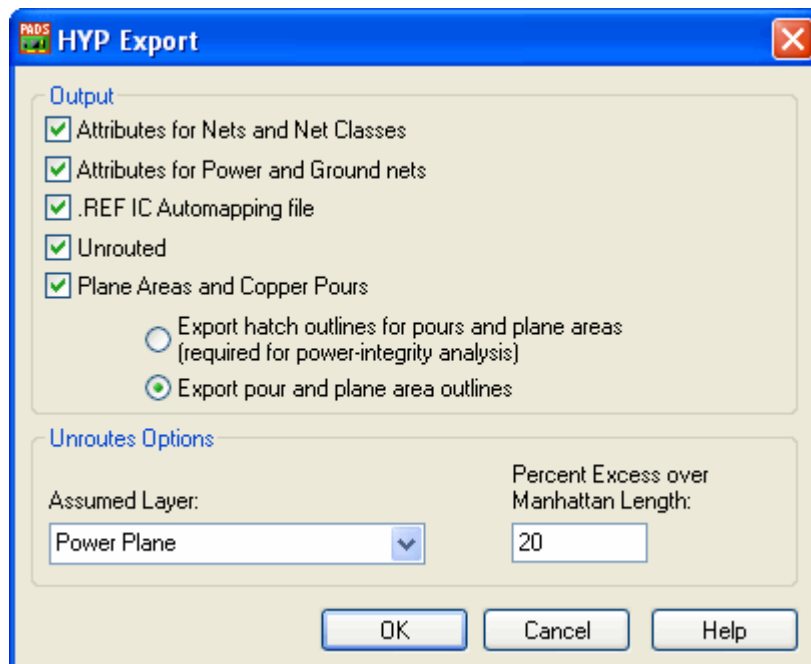 PADS
HYP Export
Output
Attributes for Nets and Net Classes
Attributes for Power and Ground nets
.REF IC Automapping file
Unrouted
Plane Areas and Copper Pours
Export hatch outlines for pours and plane areas
(required for power-integrity analysis)
Export pour and plane area outlines
Unroutes Options
Assumed Layer:
Power Plane
Percent Excess over
Manhattan Length:
20
OK
Cancel
Help